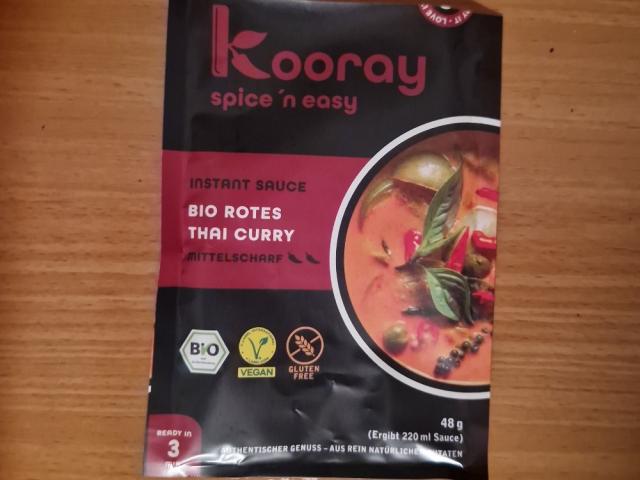 Kooray
spice 'n easy
INSTANT SAUCE
BIO ROTES
THAI CURRY
MITTELSCHARF
BIO
VEGAN
GLUTEN
FREE
48 g
(Ergibt 220 ml Sauce)
READY IN
3
AUTHENTISCHER GENUSS – AUS REIN NATÜRLICHEN ZUTATEN